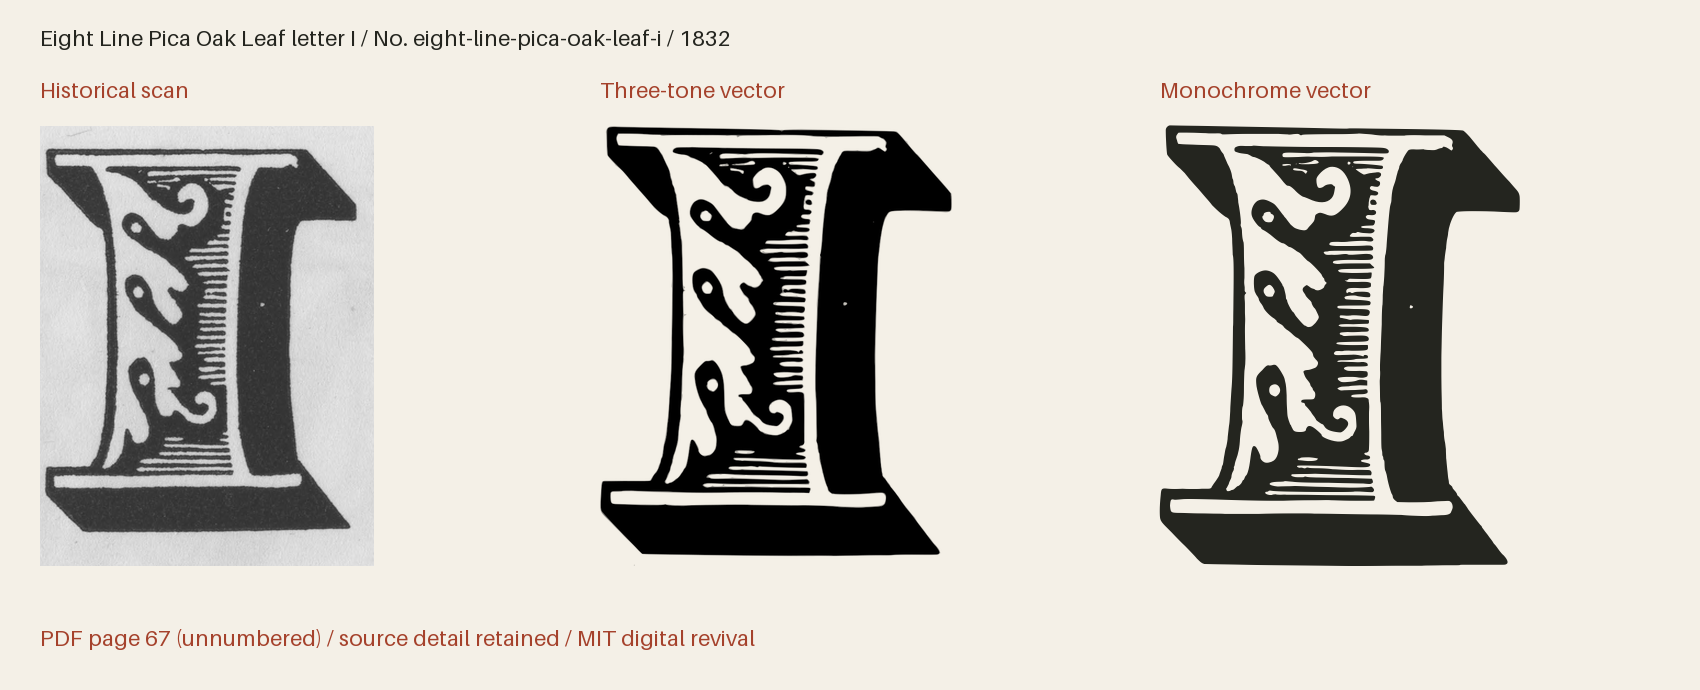 Eight Line Pica Oak Leaf letter I / No. eight-line-pica-oak-leaf-i / 1832
Historical scan
Three-tone vector
Monochrome vector
I
I
I
PDF page 67 (unnumbered) / source detail retained / MIT digital revival